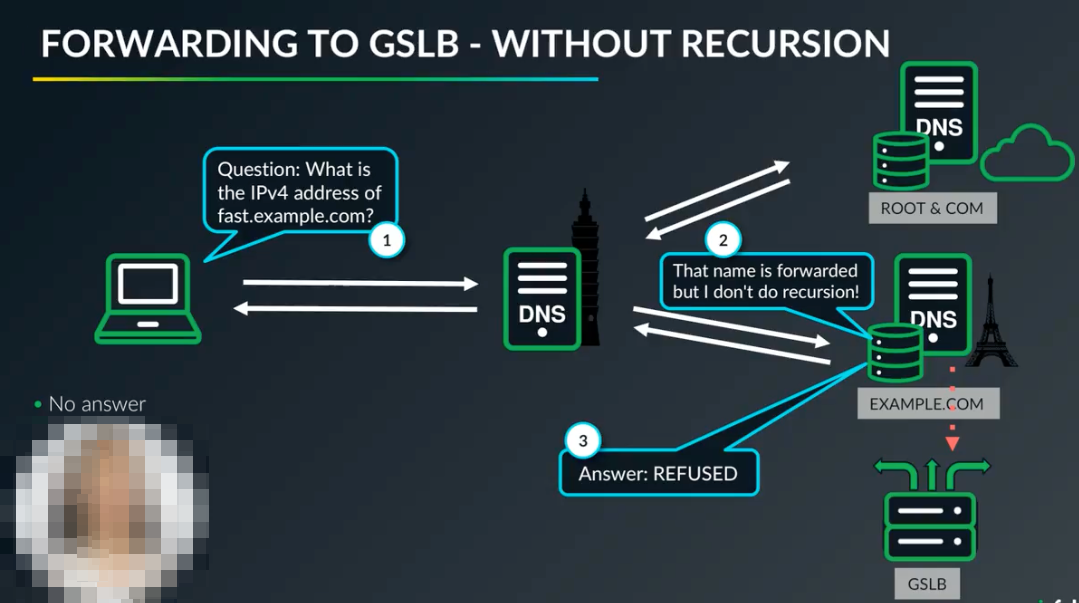 FORWARDING TO GSLB - WITHOUT RECURSION
DNS
ROOT & COM
Question: What is
the IPv4 address of
fast.example.com?
1
2
That name is forwarded
but I don't do recursion!
DNS
DNS
EXAMPLE.COM
• No answer
3
Answer: REFUSED
GSLB